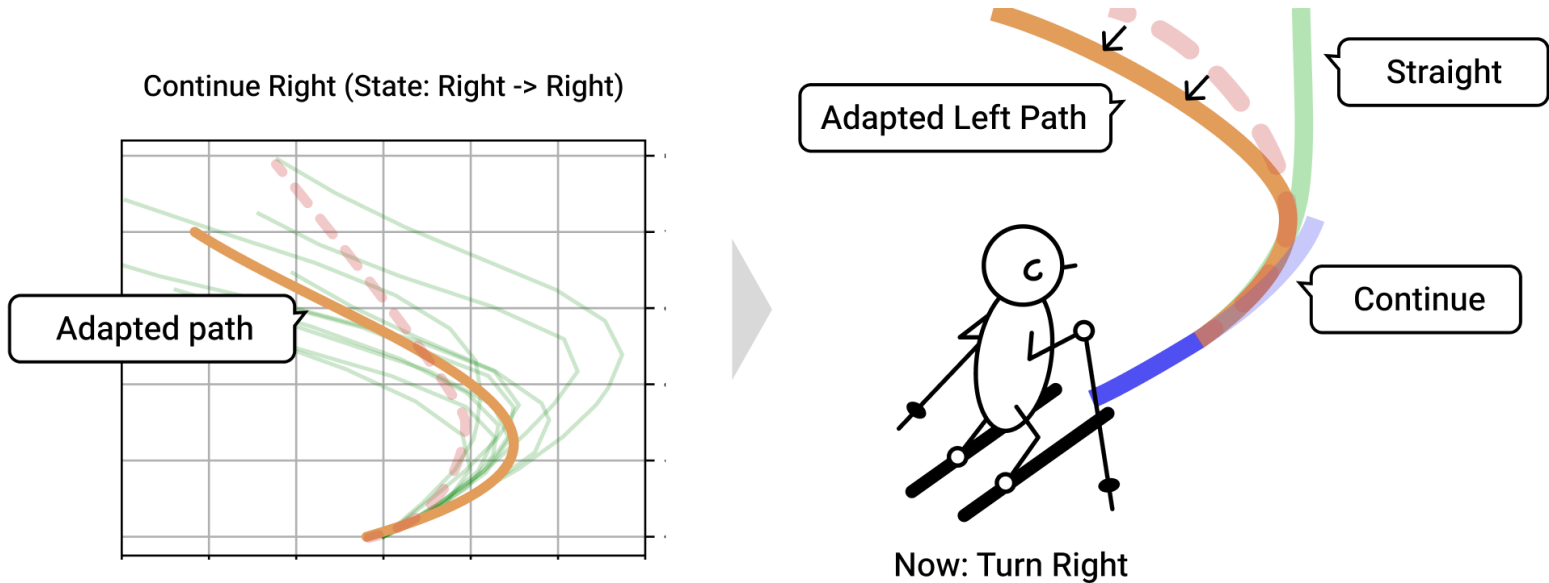 Continue Right (State: Right -> Right)
Adapted path
Straight
Adapted Left Path
Continue
Now: Turn Right